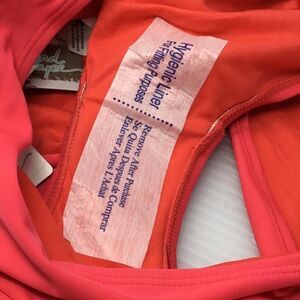 Hygienic Liner
For Fitting Purposes
Remove After Purchase
Se Quita Despues de Comprar
Enlever Apres L'Achat